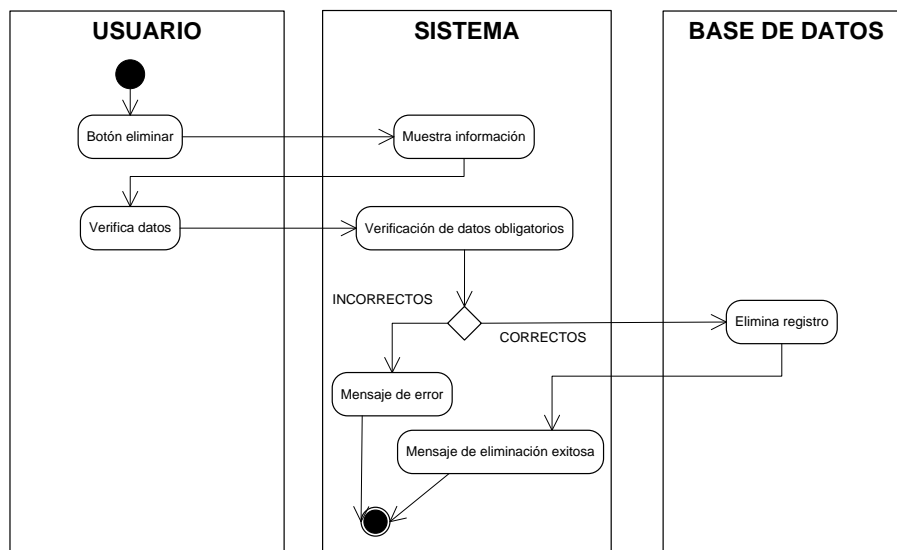 USUARIO
SISTEMA
BASE DE DATOS
Botón eliminar
Muestra información
Verifica datos
Verificación de datos obligatorios
INCORRECTOS
CORRECTOS
Elimina registro
Mensaje de error
Mensaje de eliminación exitosa